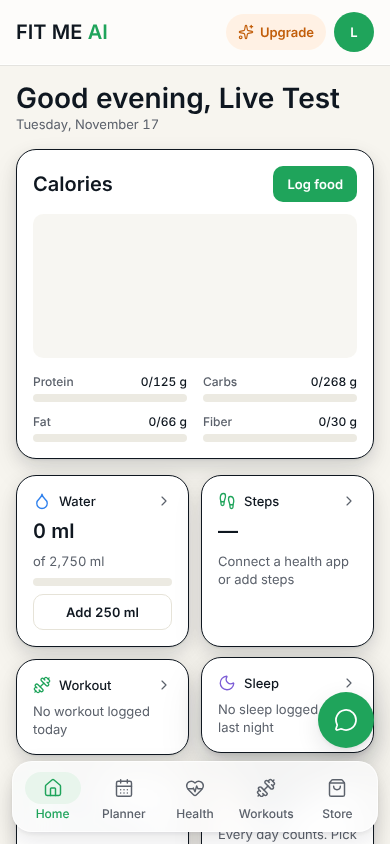 FIT ME AI
Upgrade
L
Good evening, Live Test
Tuesday, November 17
Calories
Log food
Protein 0/125 g
Carbs 0/268 g
Fat 0/66 g
Fiber 0/30 g
Water
0 ml
of 2,750 ml
Add 250 ml
Steps
—
Connect a health app
or add steps
Workout
No workout logged
today
Sleep
No sleep logged
last night
Every day counts. Pick
Home
Planner
Health
Workouts
Store